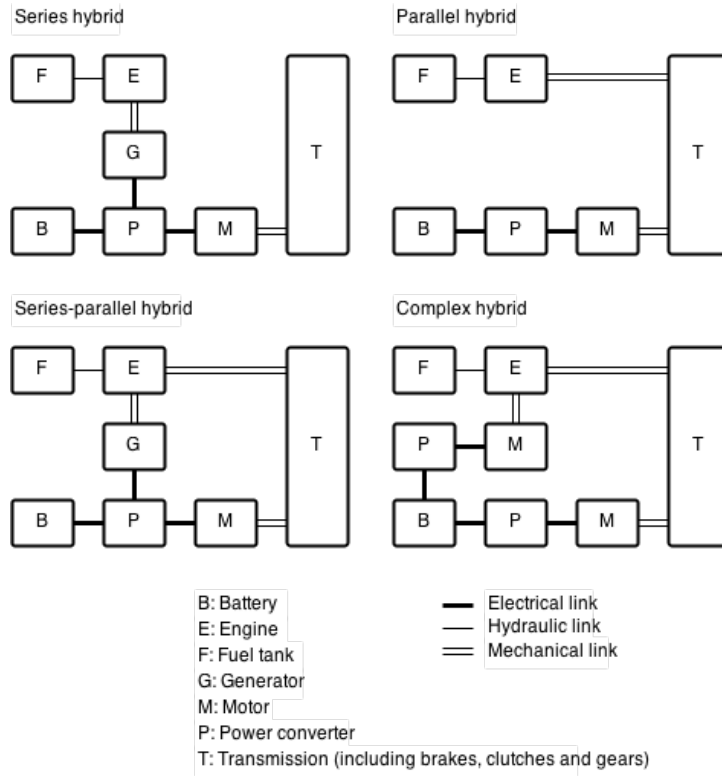 Series hybrid
F E
G T
B P M
Parallel hybrid
F E
T
B P M
Series-parallel hybrid
F E
G T
B P M
Complex hybrid
F E
P M T
B P M
B: Battery
E: Engine
F: Fuel tank
G: Generator
M: Motor
P: Power converter
T: Transmission (including brakes, clutches and gears)
Electrical link
Hydraulic link
Mechanical link